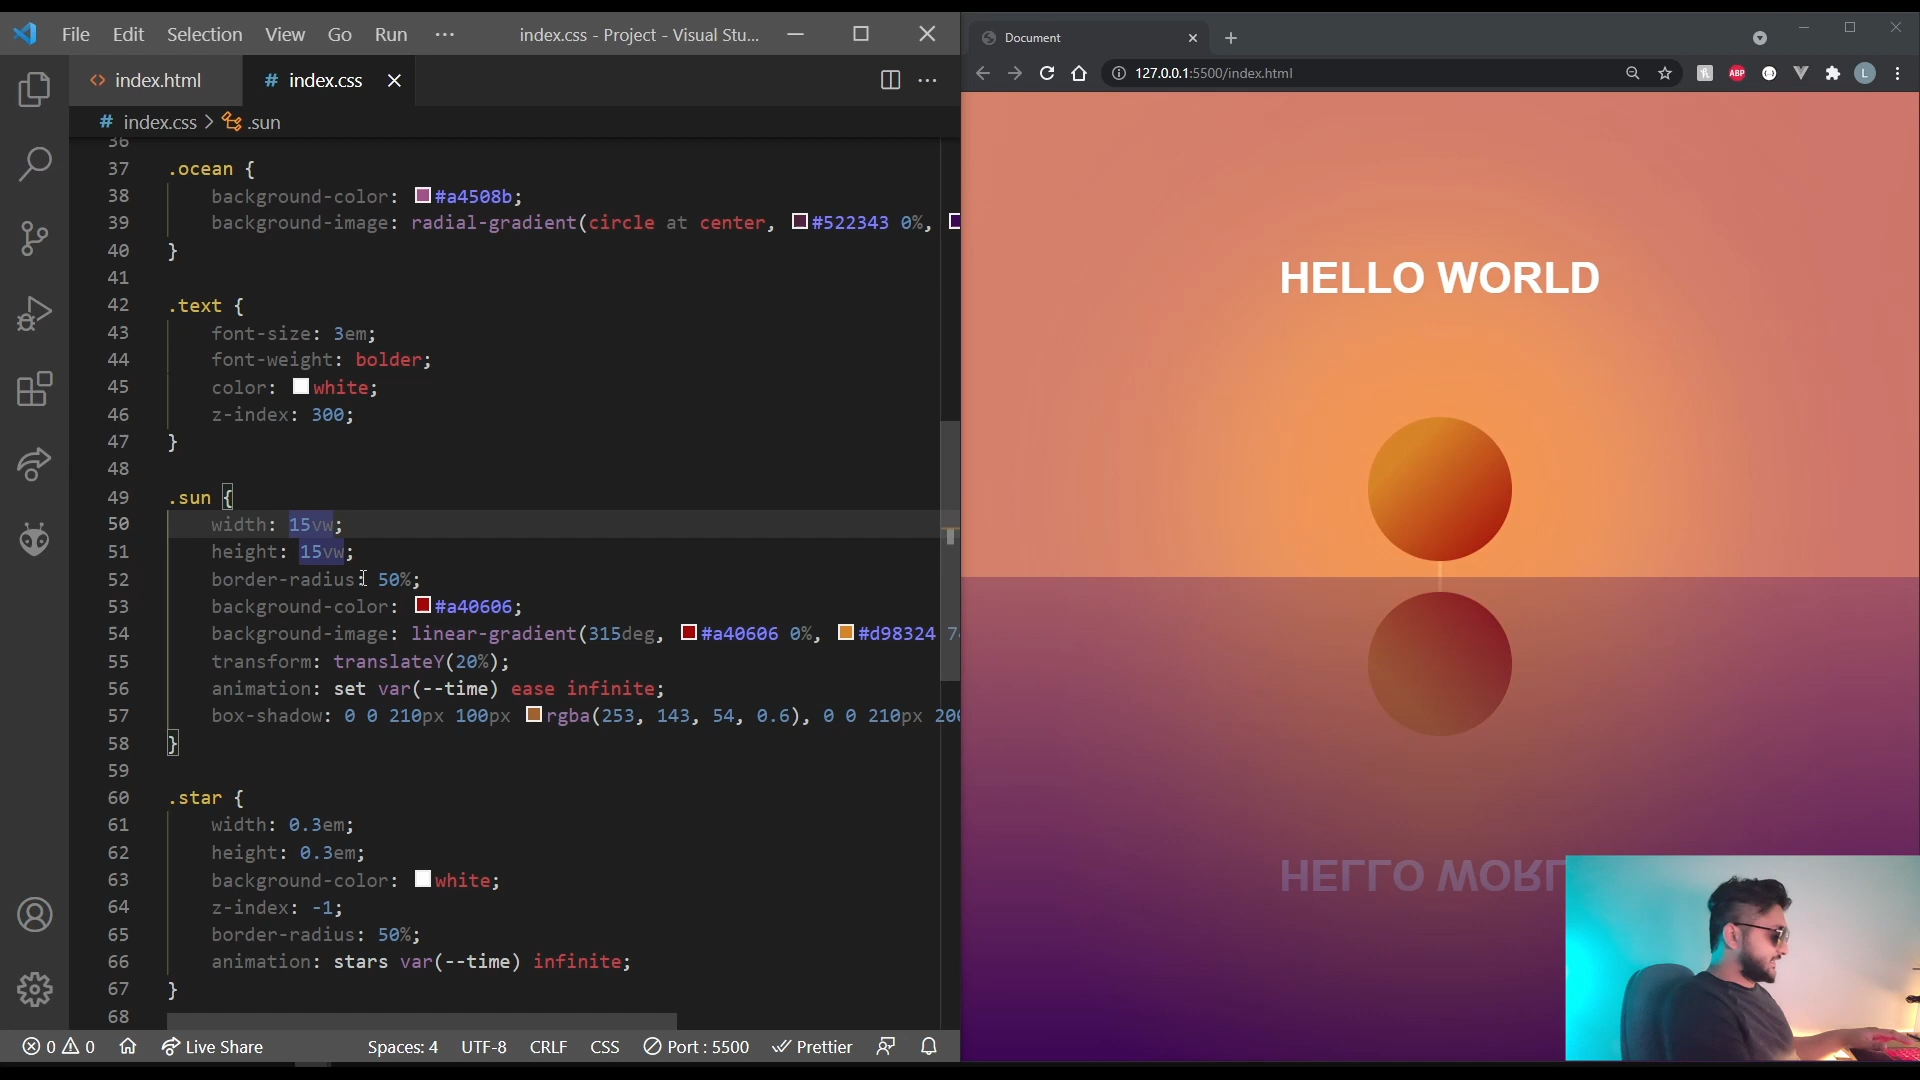 File Edit Selection View Go Run ··· index.css - Project - Visual Stu...
index.html # index.css
# index.css > .sun
36
37 .ocean {
38 background-color: #a4508b;
39 background-image: radial-gradient(circle at center, #522343 0%,
40 }
41
42 .text {
43 font-size: 3em;
44 font-weight: bolder;
45 color: white;
46 z-index: 300;
47 }
48
49 .sun {
50 width: 15vw;
51 height: 15vw;
52 border-radius: 50%;
53 background-color: #a40606;
54 background-image: linear-gradient(315deg, #a40606 0%, #d98324
55 transform: translateY(20%);
56 animation: set var(--time) ease infinite;
57 box-shadow: 0 0 210px 100px rgba(253, 143, 54, 0.6), 0 0 210px
58 }
59
60 .star {
61 width: 0.3em;
62 height: 0.3em;
63 background-color: white;
64 z-index: -1;
65 border-radius: 50%;
66 animation: stars var(--time) infinite;
67 }
68
0 0 Live Share Spaces: 4 UTF-8 CRLF CSS Port : 5500 Prettier
Document
127.0.0.1:5500/index.html ABP L
HELLO WORLD
HELLO WORL